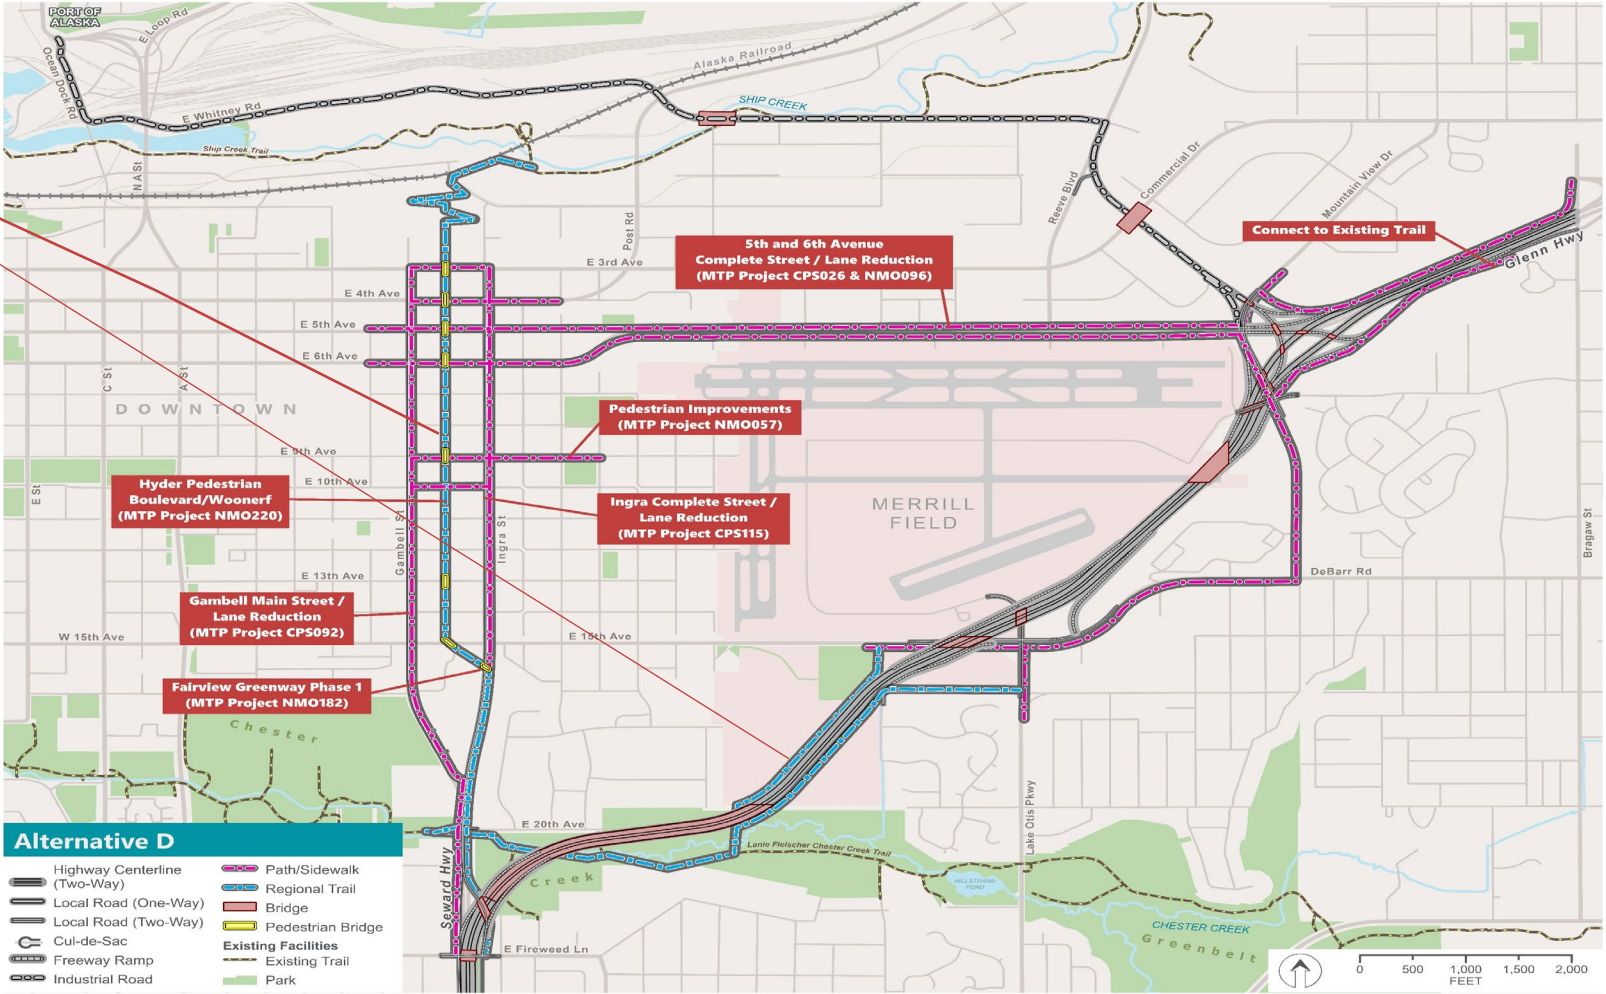 PORT OF
ALASKA
E Loop Rd
Ocean Dock Rd
E Whitney Rd
Alaska Railroad
SHIP CREEK
Ship Creek Trail
N A St
Post Rd
Reeve Blvd
Commercial Dr
Mountain View Dr
Connect to Existing Trail
Glenn Hwy
5th and 6th Avenue
Complete Street / Lane Reduction
(MTP Project CPS026 & NMO096)
E 3rd Ave
E 4th Ave
E 5th Ave
E 6th Ave
C St
A St
DOWNTOWN
Pedestrian Improvements
(MTP Project NMO057)
E 9th Ave
E 10th Ave
E St
Hyder Pedestrian
Boulevard/Woonerf
(MTP Project NMO220)
Ingra Complete Street /
Lane Reduction
(MTP Project CPS115)
MERRILL
FIELD
Gambell St
Ingra St
Bragaw St
E 13th Ave
DeBarr Rd
Gambell Main Street /
Lane Reduction
(MTP Project CPS092)
W 15th Ave
E 15th Ave
Fairview Greenway Phase 1
(MTP Project NMO182)
Chester
E 20th Ave
Lanie Fleischer Chester Creek Trail
Lake Otis Pkwy
Creek
HILLSTRAND
POND
Seward Hwy
CHESTER CREEK
Greenbelt
E Fireweed Ln
Alternative D
Highway Centerline
(Two-Way)
Local Road (One-Way)
Local Road (Two-Way)
Cul-de-Sac
Freeway Ramp
Industrial Road
Path/Sidewalk
Regional Trail
Bridge
Pedestrian Bridge
Existing Facilities
Existing Trail
Park
0 500 1,000 1,500 2,000
FEET